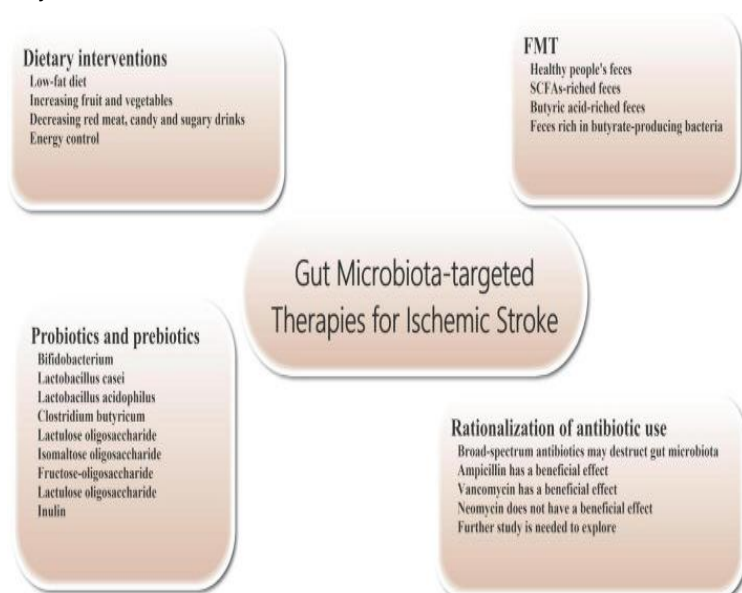 Dietary interventions
Low-fat diet
Increasing fruit and vegetables
Decreasing red meat, candy and sugary drinks
Energy control
FMT
Healthy people's feces
SCFAs-riched feces
Butyric acid-riched feces
Feces rich in butyrate-producing bacteria
Gut Microbiota-targeted
Therapies for Ischemic Stroke
Probiotics and prebiotics
Bifidobacterium
Lactobacillus casei
Lactobacillus acidophilus
Clostridium butyricum
Lactulose oligosaccharide
Isomaltose oligosaccharide
Fructose-oligosaccharide
Lactulose oligosaccharide
Inulin
Rationalization of antibiotic use
Broad-spectrum antibiotics may destruct gut microbiota
Ampicillin has a beneficial effect
Vancomycin has a beneficial effect
Neomycin does not have a beneficial effect
Further study is needed to explore